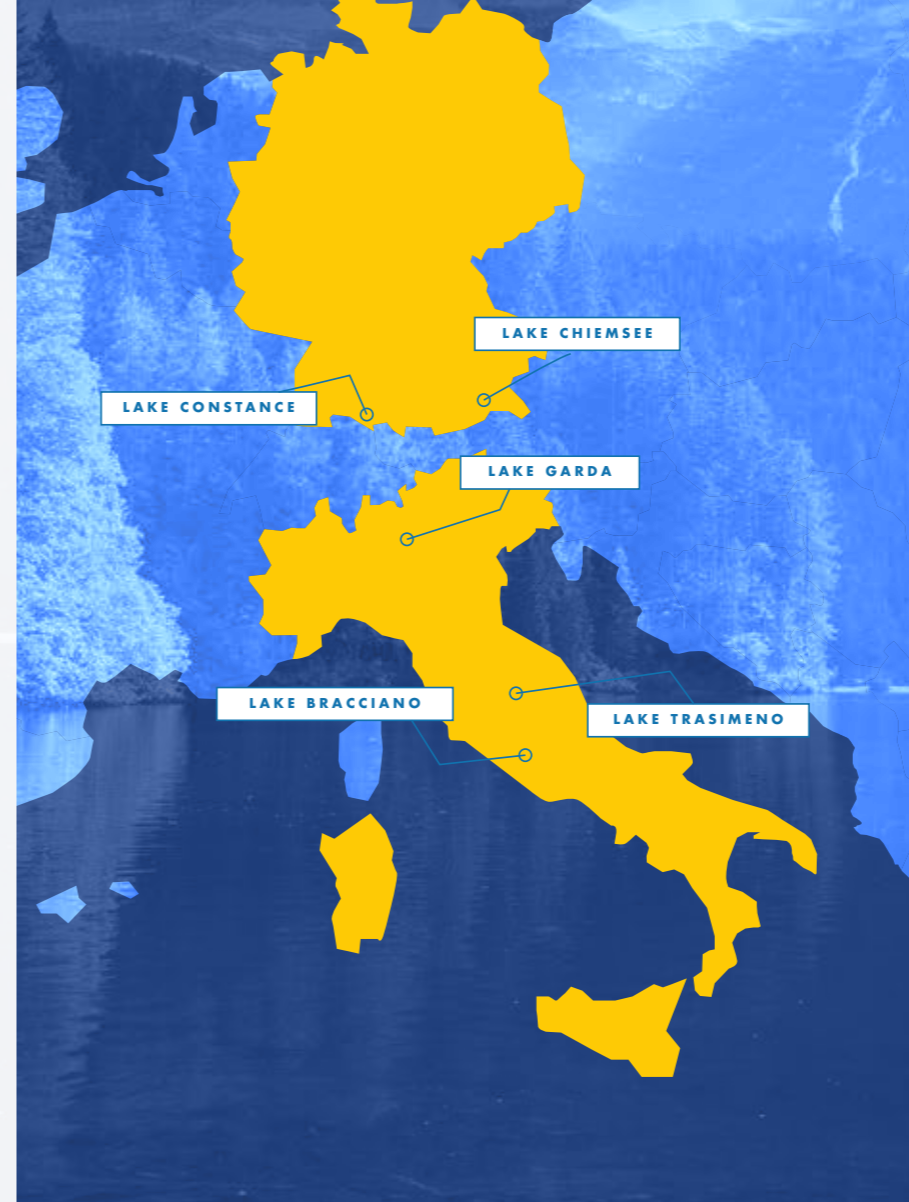 LAKE CHIEMSEE
LAKE CONSTANCE
LAKE GARDA
LAKE BRACCIANO
LAKE TRASIMENO